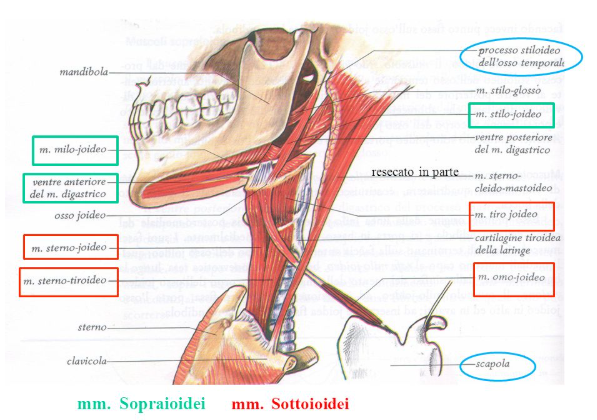 processo stiloideo
dell'osso temporale
mandibola
m. stilo-glosso
m. stilo-joideo
ventre posteriore
del m. digastrico
m. milo-joideo
resecato in parte
m. sterno-
cleido-mastoideo
ventre anteriore
del m. digastrico
osso joideo
m. tiro joideo
m. sterno-joideo
cartilagine tiroidea
della laringe
m. sterno-tiroideo
m. omo-joideo
sterno
clavicola
scapola
mm. Sopraioidei mm. Sottoioidei